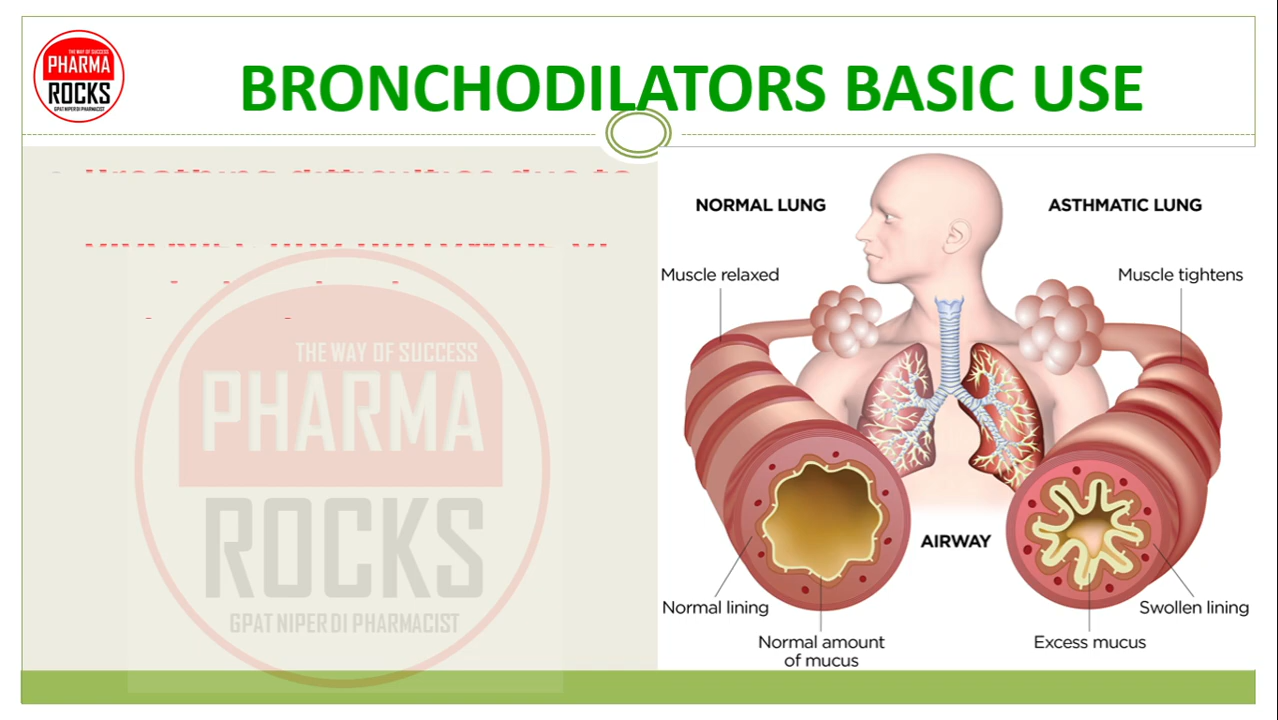 THE WAY OF SUCCESS
PHARMA
ROCKS
GPAT NIPER DI PHARMACIST
BRONCHODILATORS BASIC USE
THE WAY OF SUCCESS
PHARMA
ROCKS
GPAT NIPER DI PHARMACIST
NORMAL LUNG
ASTHMATIC LUNG
Muscle relaxed
Muscle tightens
AIRWAY
Normal lining
Swollen lining
Normal amount
of mucus
Excess mucus